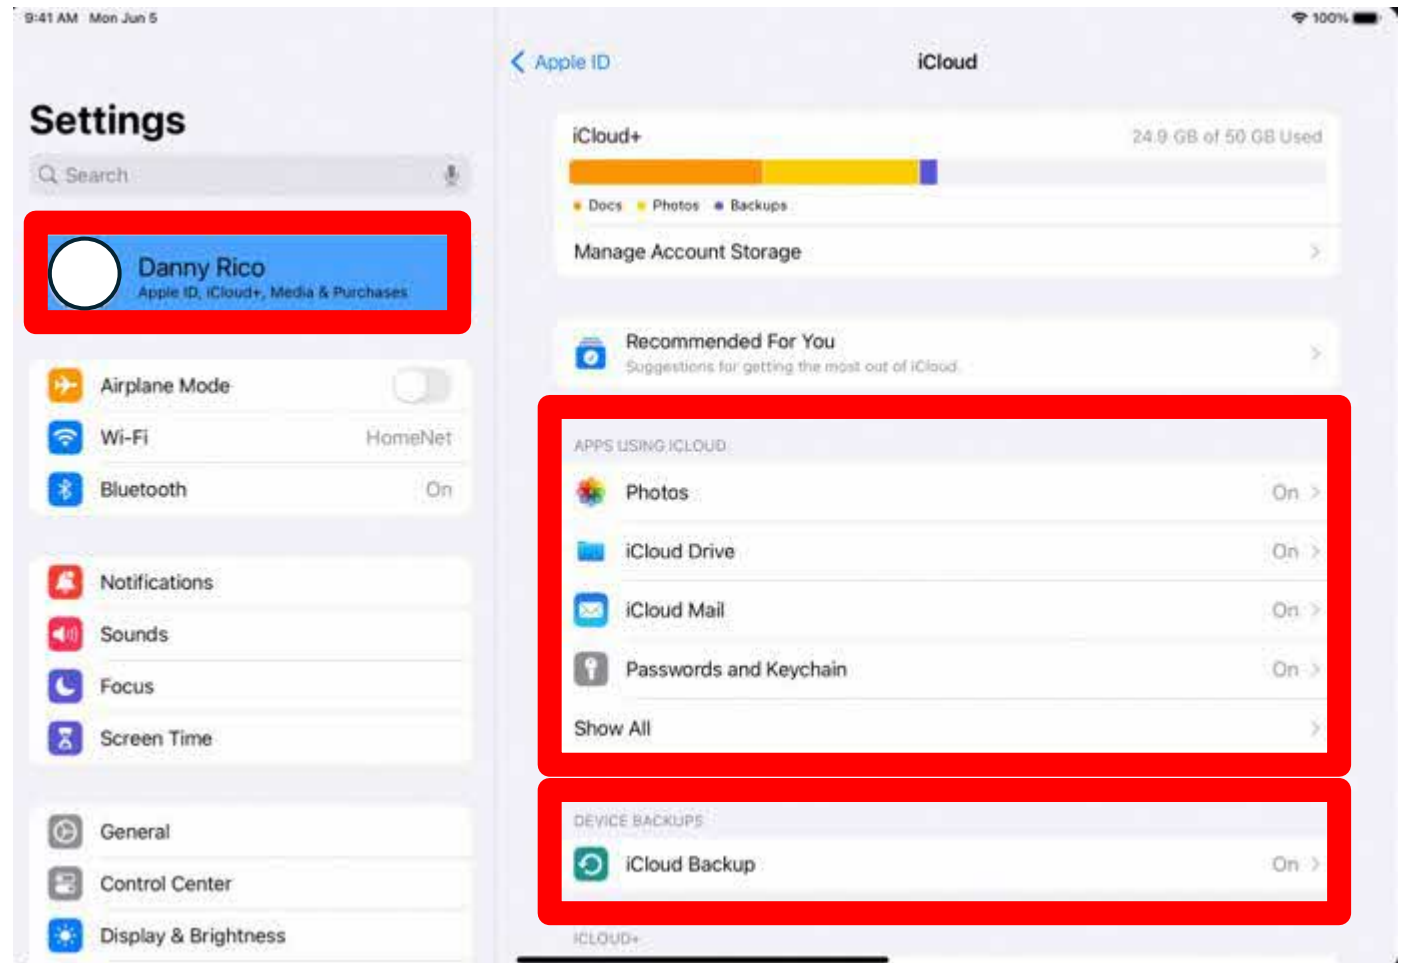 9:41 AM Mon Jun 5
100%
Settings
Search
Danny Rico
Apple ID, iCloud+, Media & Purchases
Airplane Mode
Wi-Fi HomeNet
Bluetooth On
Notifications
Sounds
Focus
Screen Time
General
Control Center
Display & Brightness
Apple ID
iCloud
iCloud+ 24.9 GB of 50 GB Used
Docs Photos Backups
Manage Account Storage
Recommended For You
Suggestions for getting the most out of iCloud.
APPS USING ICLOUD
Photos On
iCloud Drive On
iCloud Mail On
Passwords and Keychain On
Show All
DEVICE BACKUPS
iCloud Backup On
ICLOUD+